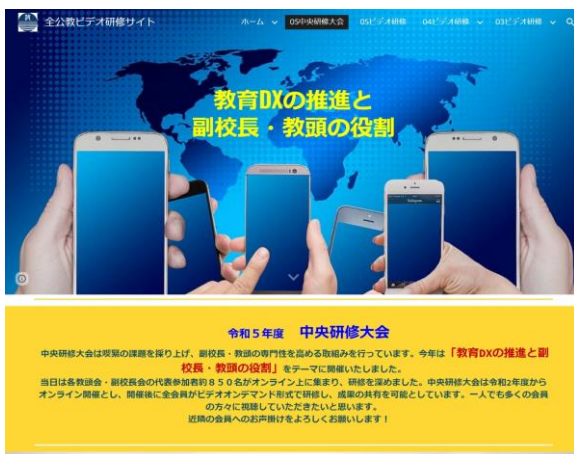 全公教ビデオ研修サイト
ホーム
05中央研修大会
05ビデオ研修
04ビデオ研修
03ビデオ研修
教育DXの推進と
副校長・教頭の役割
令和5年度 中央研修大会
中央研修大会は喫緊の課題を採り上げ、副校長・教頭の専門性を高める取組みを行っています。今年は「教育DXの推進と副
校長・教頭の役割」をテーマに開催いたしました。
当日は各教頭会・副校長会の代表参加者約８５０名がオンライン上に集まり、研修を深めました。中央研修大会は令和2年度から
オンライン開催とし、開催後に全会員がビデオオンデマンド形式で研修し、成果の共有を可能としています。一人でも多くの会員
の方々に視聴していただきたいと思います。
近隣の会員へのお声掛けをよろしくお願いします！